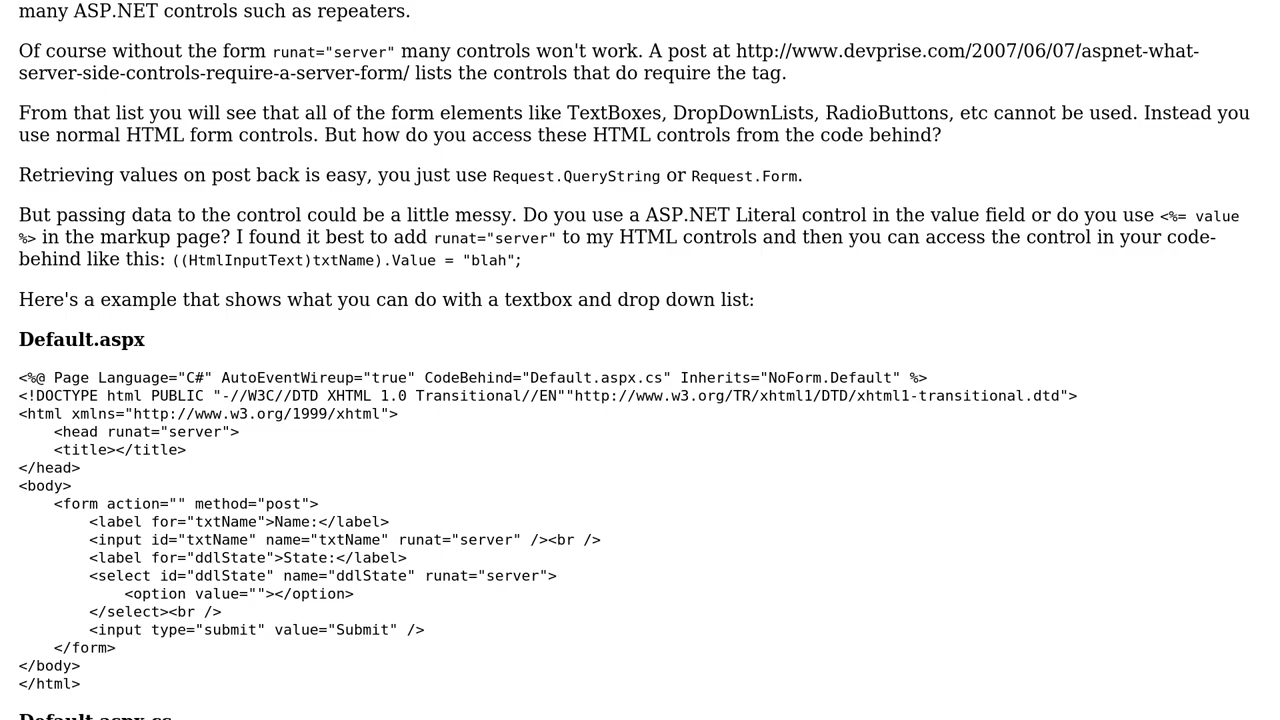 many ASP.NET controls such as repeaters.
Of course without the form runat="server" many controls won't work. A post at http://www.devprise.com/2007/06/07/aspnet-what-
server-side-controls-require-a-server-form/ lists the controls that do require the tag.
From that list you will see that all of the form elements like TextBoxes, DropDownLists, RadioButtons, etc cannot be used. Instead you
use normal HTML form controls. But how do you access these HTML controls from the code behind?
Retrieving values on post back is easy, you just use Request.QueryString or Request.Form.
But passing data to the control could be a little messy. Do you use a ASP.NET Literal control in the value field or do you use <%= value
%> in the markup page? I found it best to add runat="server" to my HTML controls and then you can access the control in your code-
behind like this: ((HtmlInputText)txtName).Value = "blah";
Here's a example that shows what you can do with a textbox and drop down list:
Default.aspx
<%@ Page Language="C#" AutoEventWireup="true" CodeBehind="Default.aspx.cs" Inherits="NoForm.Default" %>
<!DOCTYPE html PUBLIC "-//W3C//DTD XHTML 1.0 Transitional//EN""http://www.w3.org/TR/xhtml1/DTD/xhtml1-transitional.dtd">
<html xmlns="http://www.w3.org/1999/xhtml">
    <head runat="server">
    <title></title>
</head>
<body>
    <form action="" method="post">
        <label for="txtName">Name:</label>
        <input id="txtName" name="txtName" runat="server" /><br />
        <label for="ddlState">State:</label>
        <select id="ddlState" name="ddlState" runat="server">
            <option value=""></option>
        </select><br />
        <input type="submit" value="Submit" />
    </form>
</body>
</html>
Default.aspx.cs